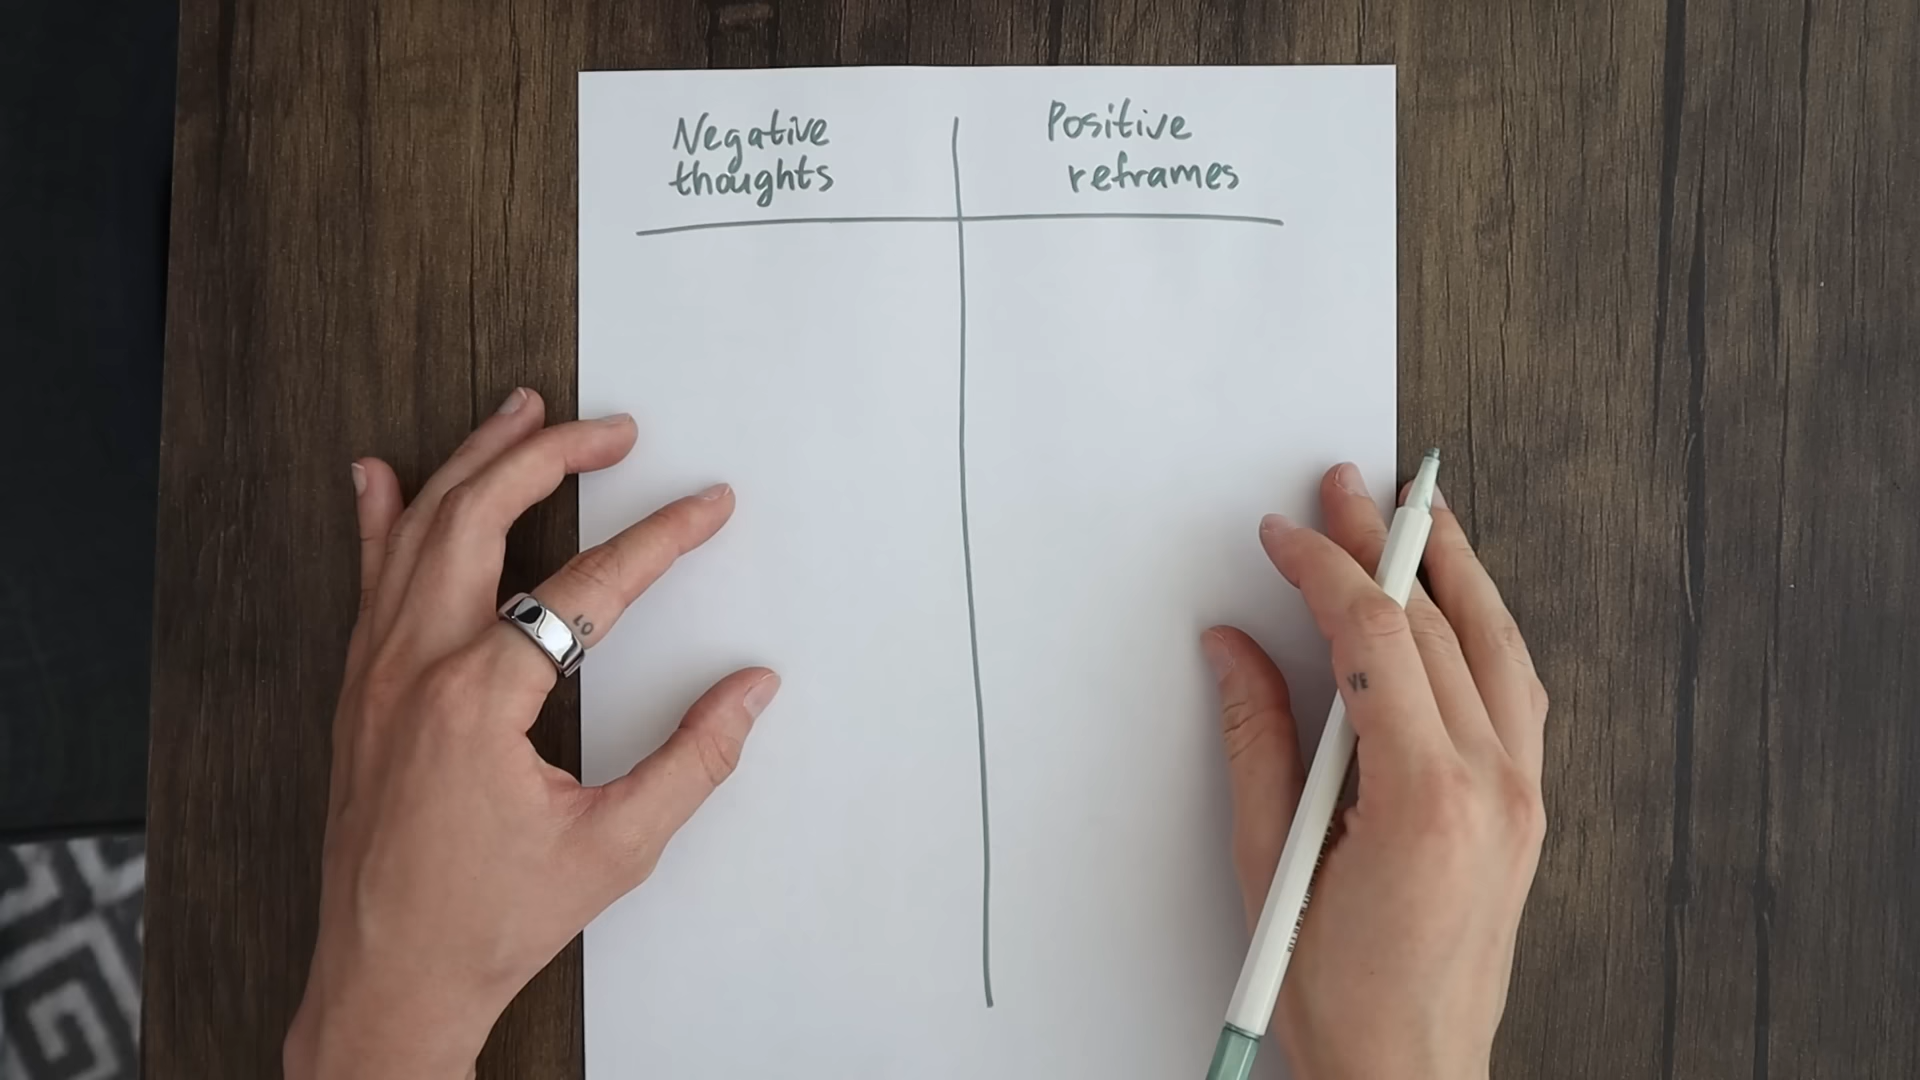 Negative
thoughts
Positive
reframes
LO
VE